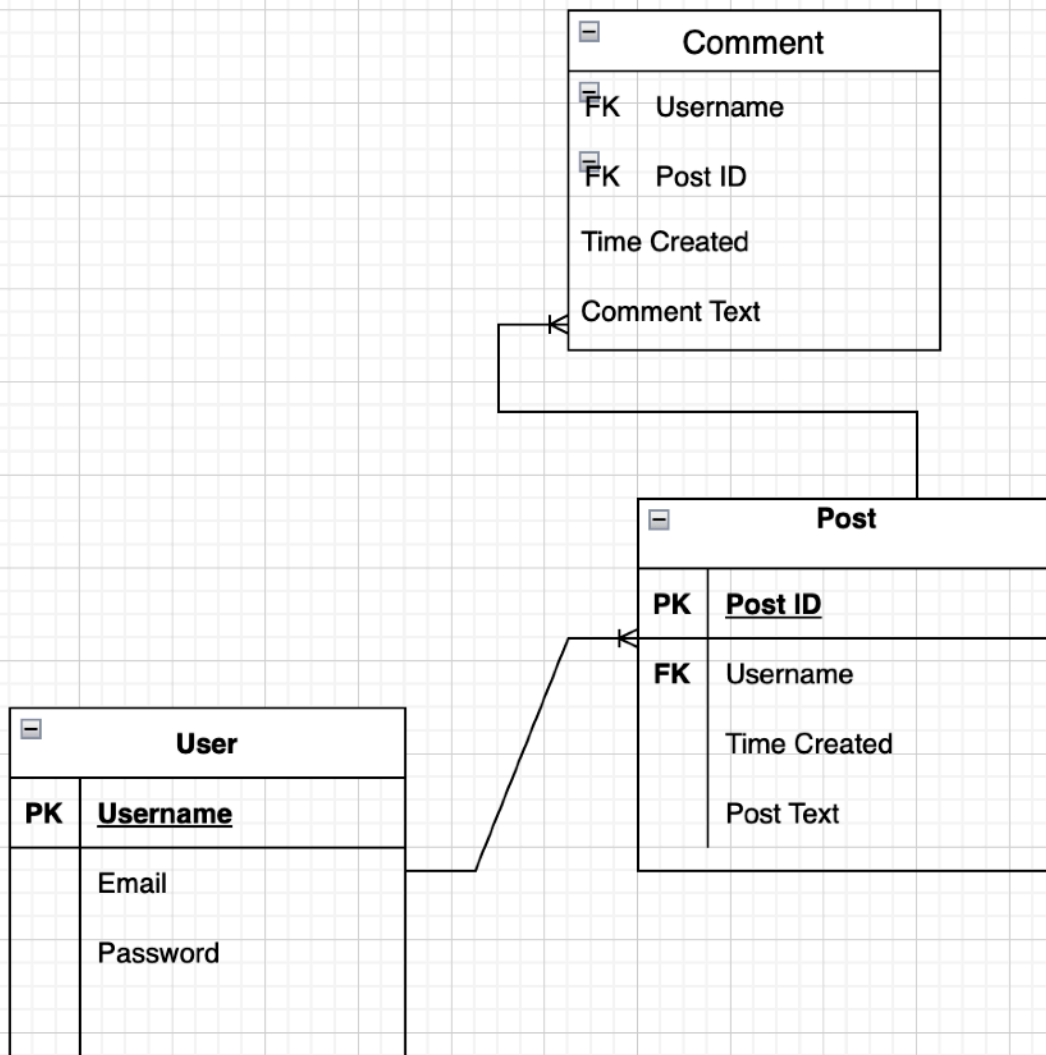 Comment
FK Username
FK Post ID
Time Created
Comment Text
Post
PK Post ID
FK Username
Time Created
Post Text
User
PK Username
Email
Password